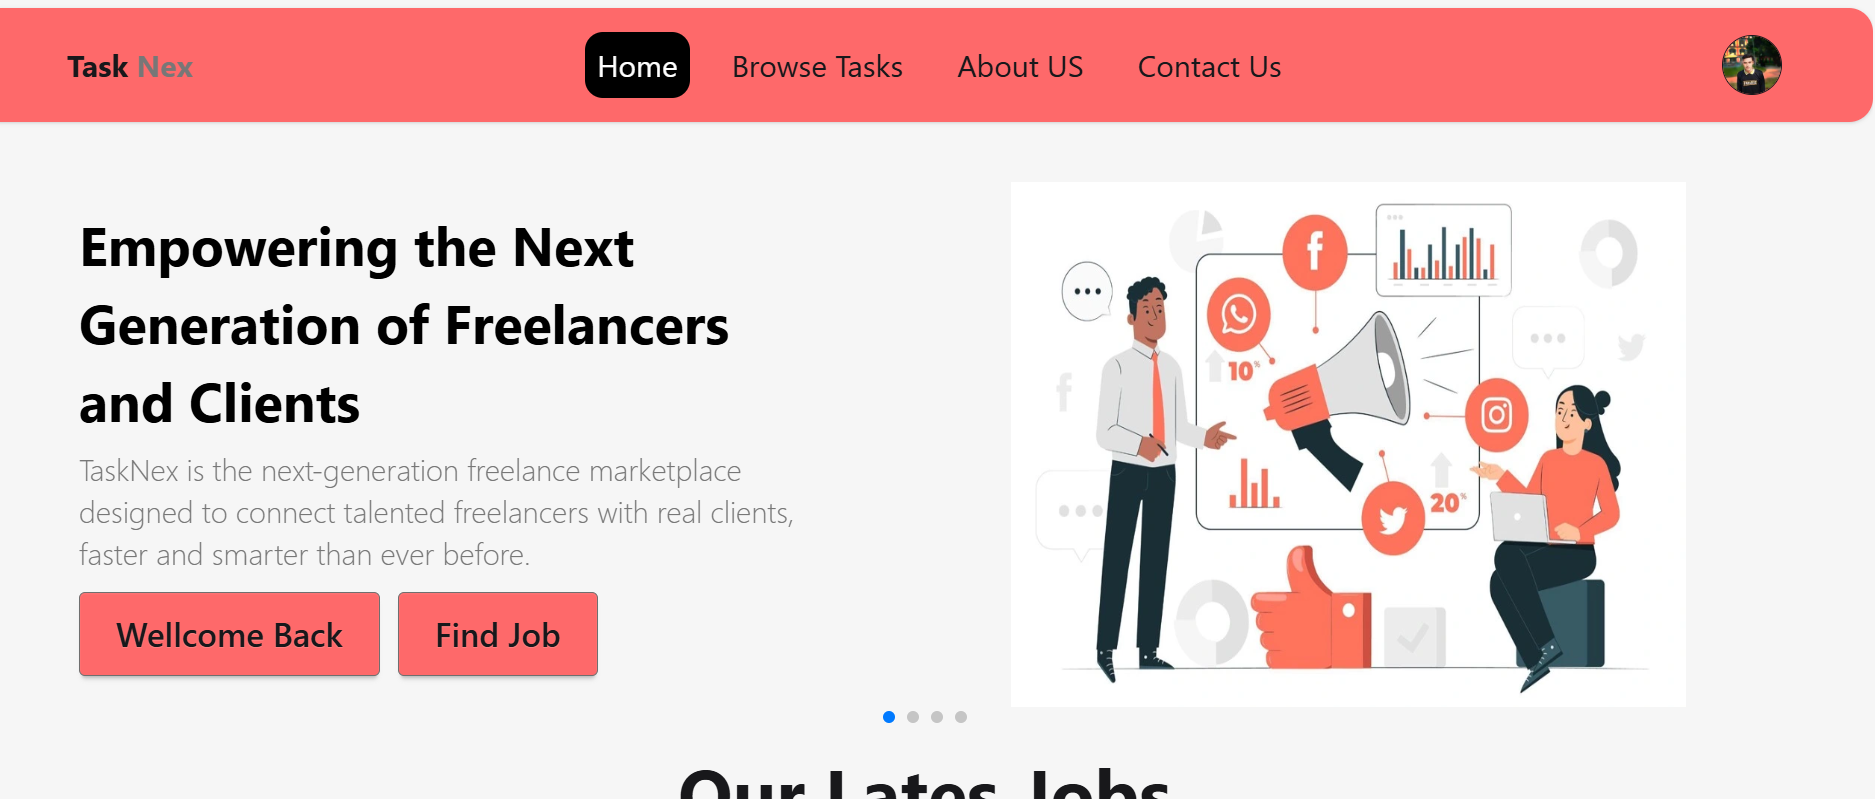 Task Nex
Home
Browse Tasks
About US
Contact Us
Empowering the Next
Generation of Freelancers
and Clients
TaskNex is the next-generation freelance marketplace
designed to connect talented freelancers with real clients,
faster and smarter than ever before.
Wellcome Back
Find Job
10%
20%
Our Lates Jobs